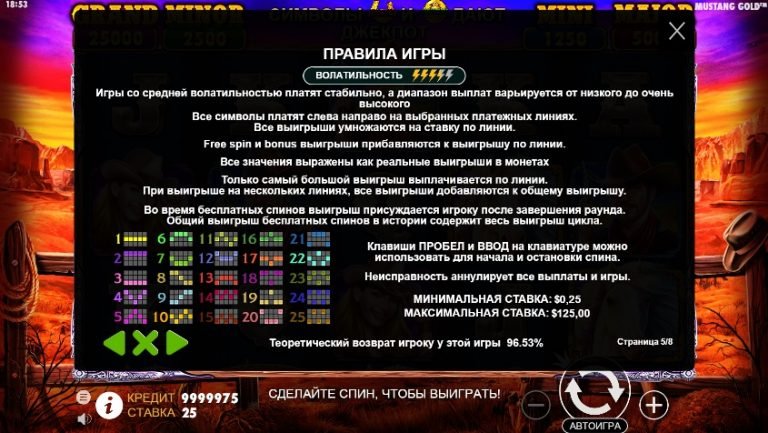 18:53
MUSTANG GOLD™
GRAND MINOR СИМВОЛЫ И ДАЮТ MINI MAJOR
25000 2500 ДЖЕКПОТ 1250
ПРАВИЛА ИГРЫ
ВОЛАТИЛЬНОСТЬ
Игры со средней волатильностью платят стабильно, а диапазон выплат варьируется от низкого до очень
высокого
Все символы платят слева направо на выбранных платежных линиях.
Все выигрыши умножаются на ставку по линии.
Free spin и bonus выигрыши прибавляются к выигрышу по линии.
Все значения выражены как реальные выигрыши в монетах
Только самый большой выигрыш выплачивается по линии.
При выигрыше на нескольких линиях, все выигрыши добавляются к общему выигрышу.
Во время бесплатных спинов выигрыш присуждается игроку после завершения раунда.
Общий выигрыш бесплатных спинов в истории содержит весь выигрыш цикла.
1 6 11 16 21
2 7 12 17 22
3 8 13 18 23
4 9 14 19 24
5 10 15 20 25
Клавиши ПРОБЕЛ и ВВОД на клавиатуре можно
использовать для начала и остановки спина.
Неисправность аннулирует все выплаты и игры.
МИНИМАЛЬНАЯ СТАВКА: $0,25
МАКСИМАЛЬНАЯ СТАВКА: $125,00
Теоретический возврат игроку у этой игры 96.53%
Страница 5/8
КРЕДИТ 9999975
СТАВКА 25
СДЕЛАЙТЕ СПИН, ЧТОБЫ ВЫИГРАТЬ!
АВТОИГРА